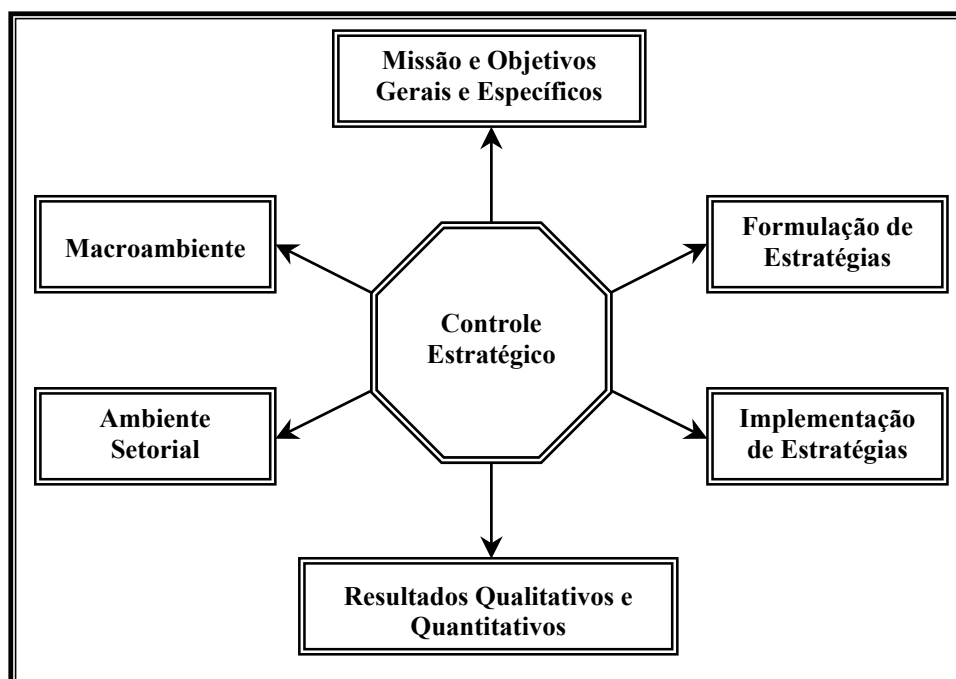 Missão e Objetivos
Gerais e Específicos
Macroambiente
Formulação de
Estratégias
Controle
Estratégico
Ambiente
Setorial
Implementação
de Estratégias
Resultados Qualitativos e
Quantitativos